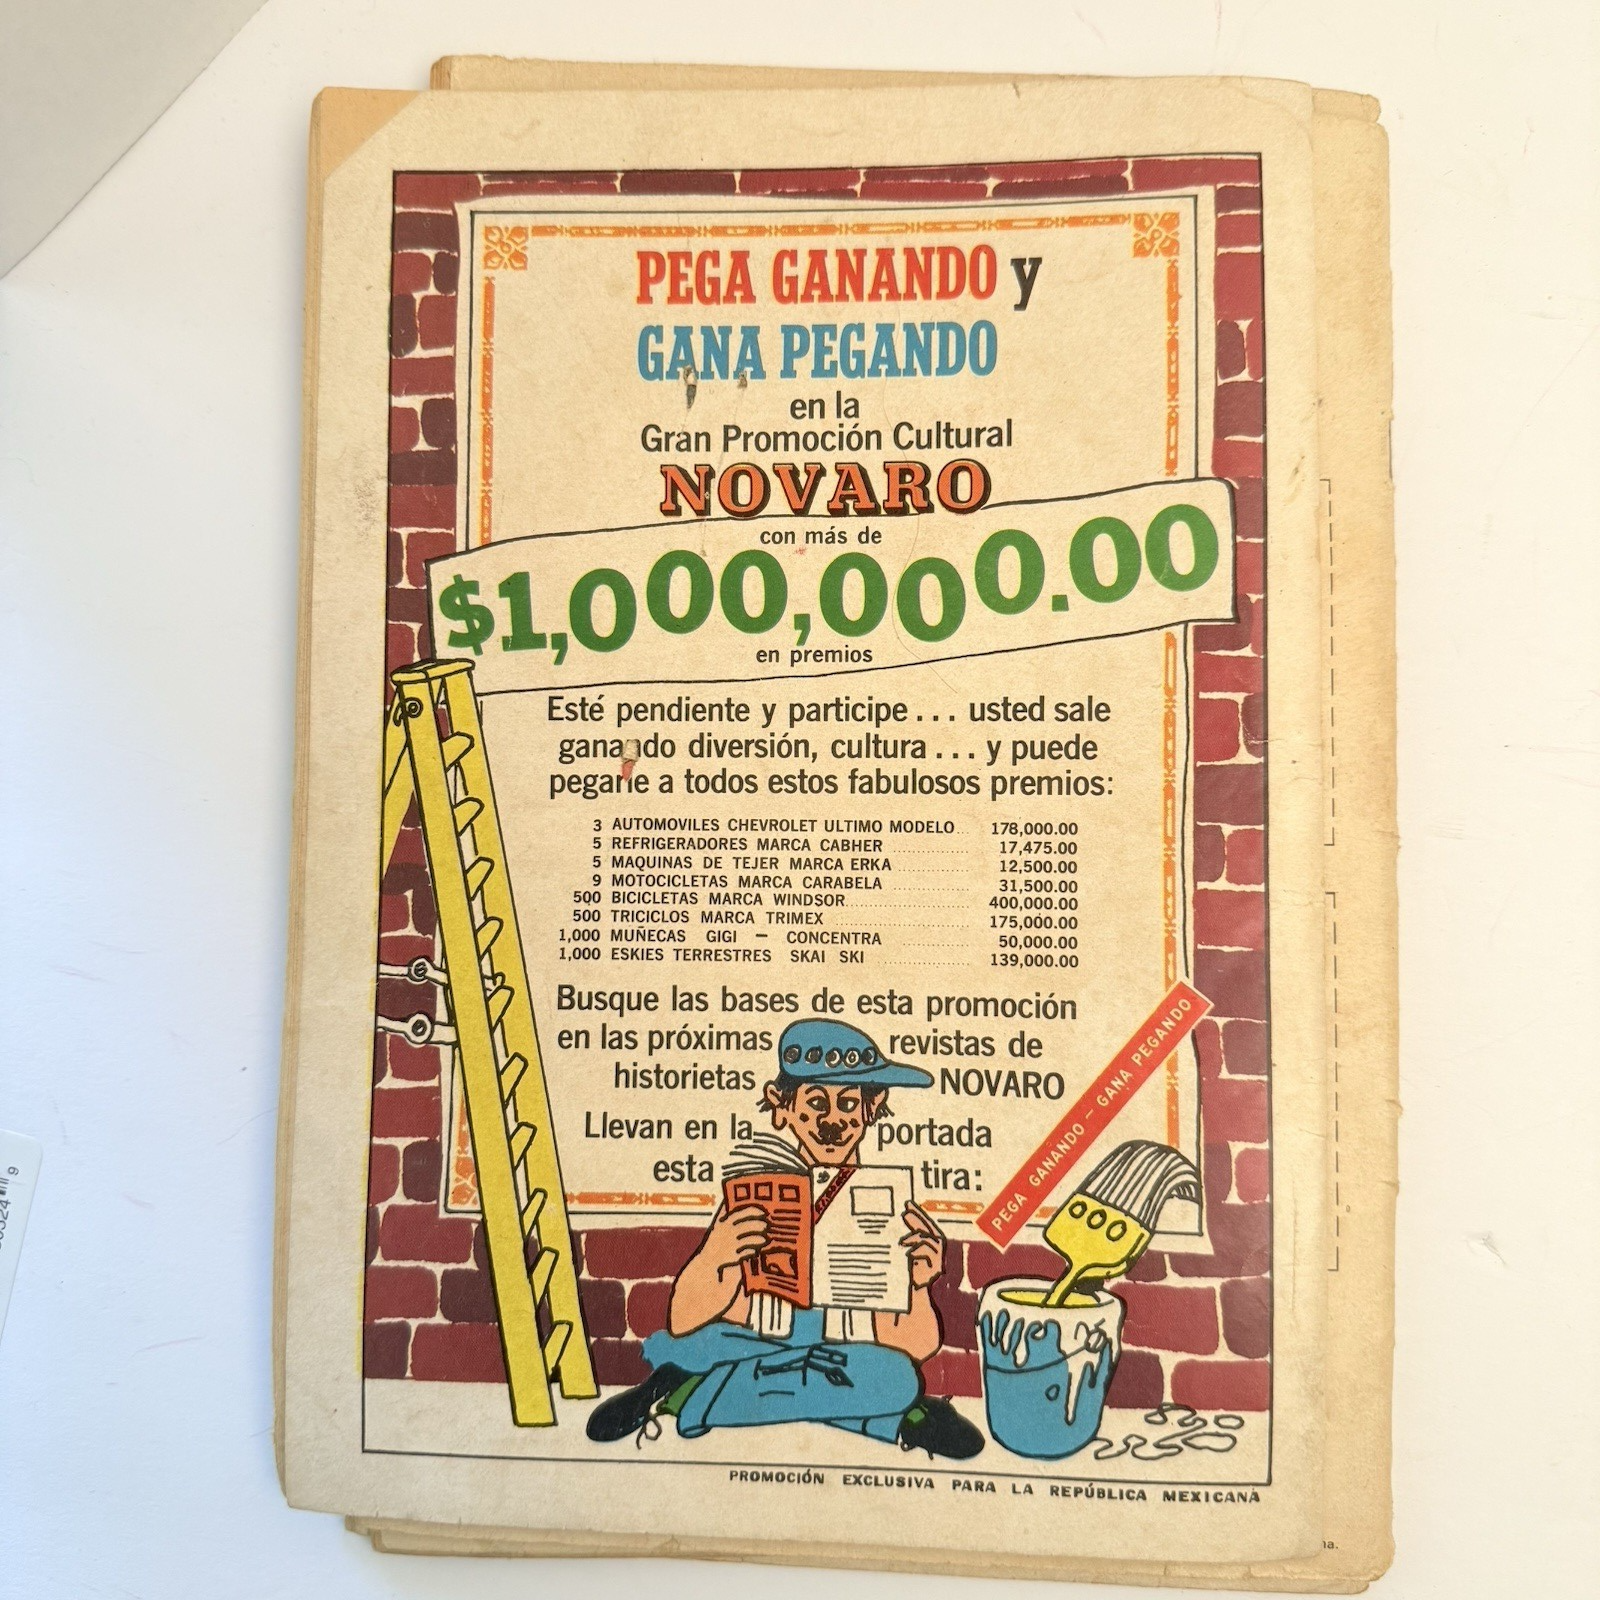 PEGA GANANDO y
GANA PEGANDO
en la
Gran Promoción Cultural
NOVARO
con más de
$1,000,000.00
en premios
Esté pendiente y participe... usted sale
ganando diversión, cultura... y puede
pegarle a todos estos fabulosos premios:
3 AUTOMOVILES CHEVROLET ULTIMO MODELO... 178,000.00
5 REFRIGERADORES MARCA CABHER ............ 17,475.00
5 MAQUINAS DE TEJER MARCA ERKA ............ 12,500.00
9 MOTOCICLETAS MARCA CARABELA ............ 31,500.00
500 BICICLETAS MARCA WINDSOR.................... 400,000.00
500 TRICICLOS MARCA TRIMEX ..................... 175,000.00
1,000 MUÑECAS GIGI — CONCENTRA ........... 50,000.00
1,000 ESKIES TERRESTRES SKAI SKI .............. 139,000.00
Busque las bases de esta promoción
en las próximas revistas de
historietas NOVARO
Llevan en la portada
esta tira:
PEGA GANANDO — GANA PEGANDO
PROMOCIÓN EXCLUSIVA PARA LA REPÚBLICA MEXICANA